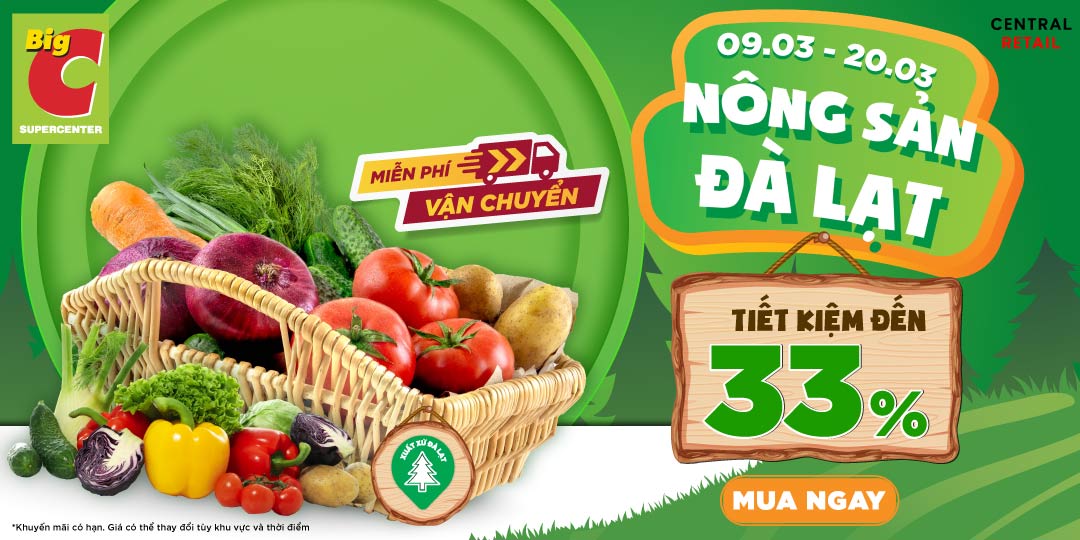 Big
C
SUPERCENTER
CENTRAL
RETAIL
09.03 - 20.03
NÔNG SẢN
ĐÀ LẠT
MIỄN PHÍ
VẬN CHUYỂN
TIẾT KIỆM ĐẾN
33%
XUẤT XỨ ĐÀ LẠT
MUA NGAY
*Khuyến mãi có hạn. Giá có thể thay đổi tùy khu vực và thời điểm